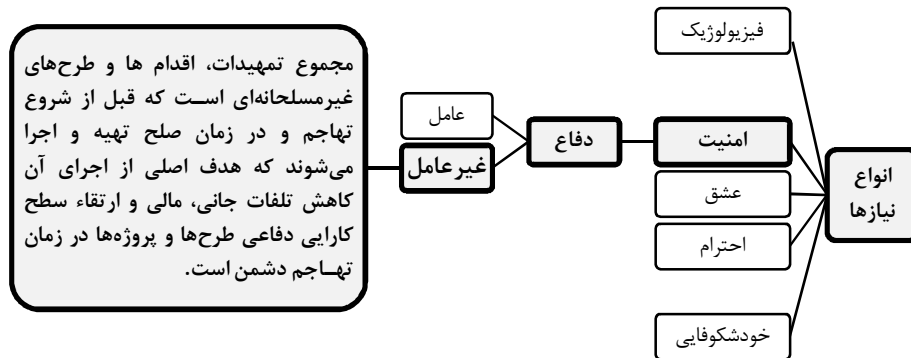 انواع
نیازها
فیزیولوژیک
امنیت
عشق
احترام
خودشکوفایی
دفاع
عامل
غیرعامل
مجموع تمهیدات، اقدام ها و طرح‌های
غیرمسلحانه‌ای است که قبل از شروع
تهاجم و در زمان صلح تهیه و اجرا
می‌شوند که هدف اصلی از اجرای آن
کاهش تلفات جانی، مالی و ارتقاء سطح
کارایی دفاعی طرح‌ها و پروژه‌ها در زمان
تهـاجم دشمن است.